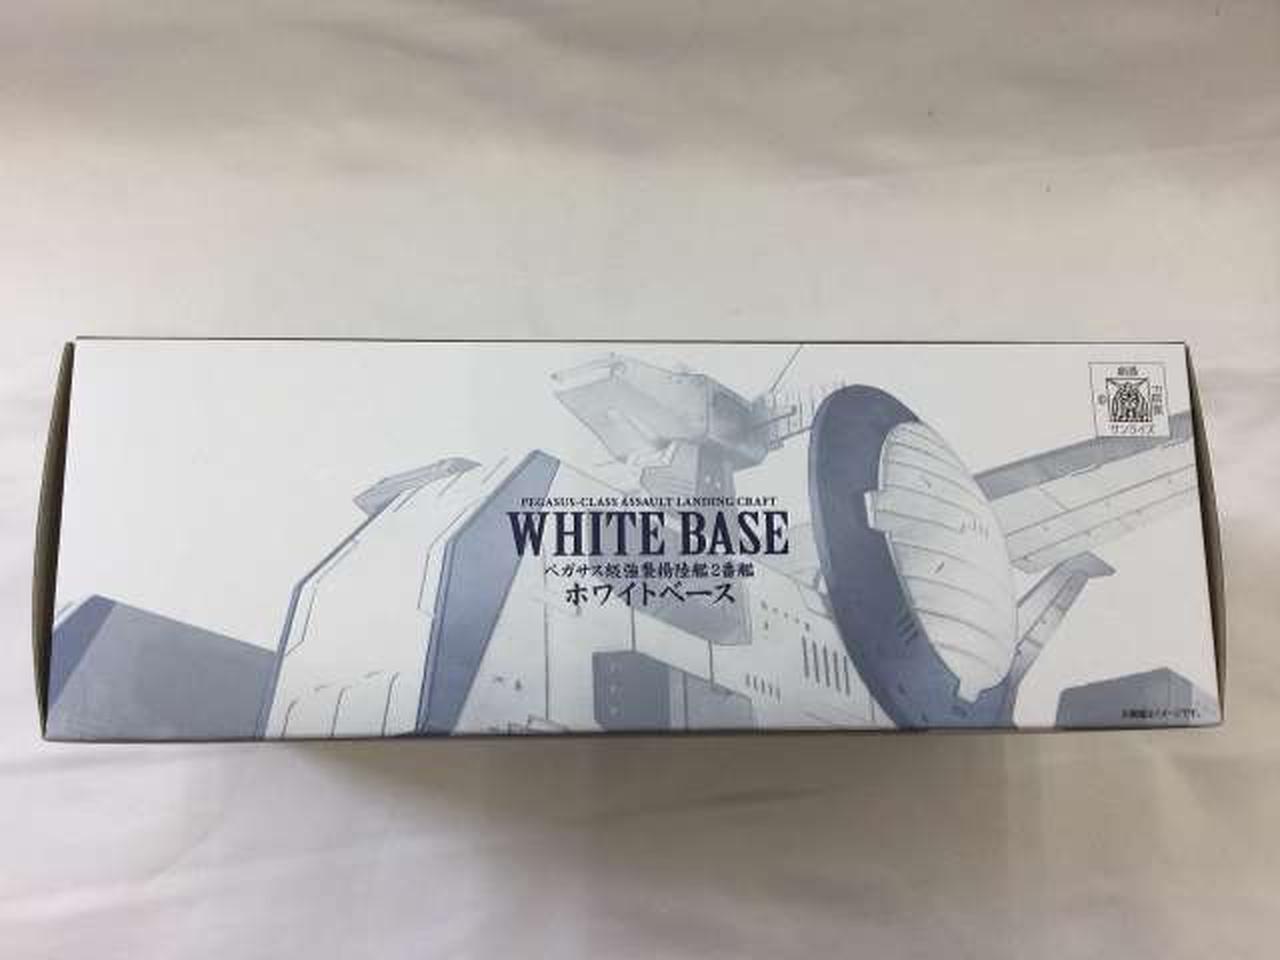 PEGASUS-CLASS ASSAULT LANDING CRAFT
WHITE BASE
ペガサス級強襲揚陸艦2番艦
ホワイトベース
サンライズ